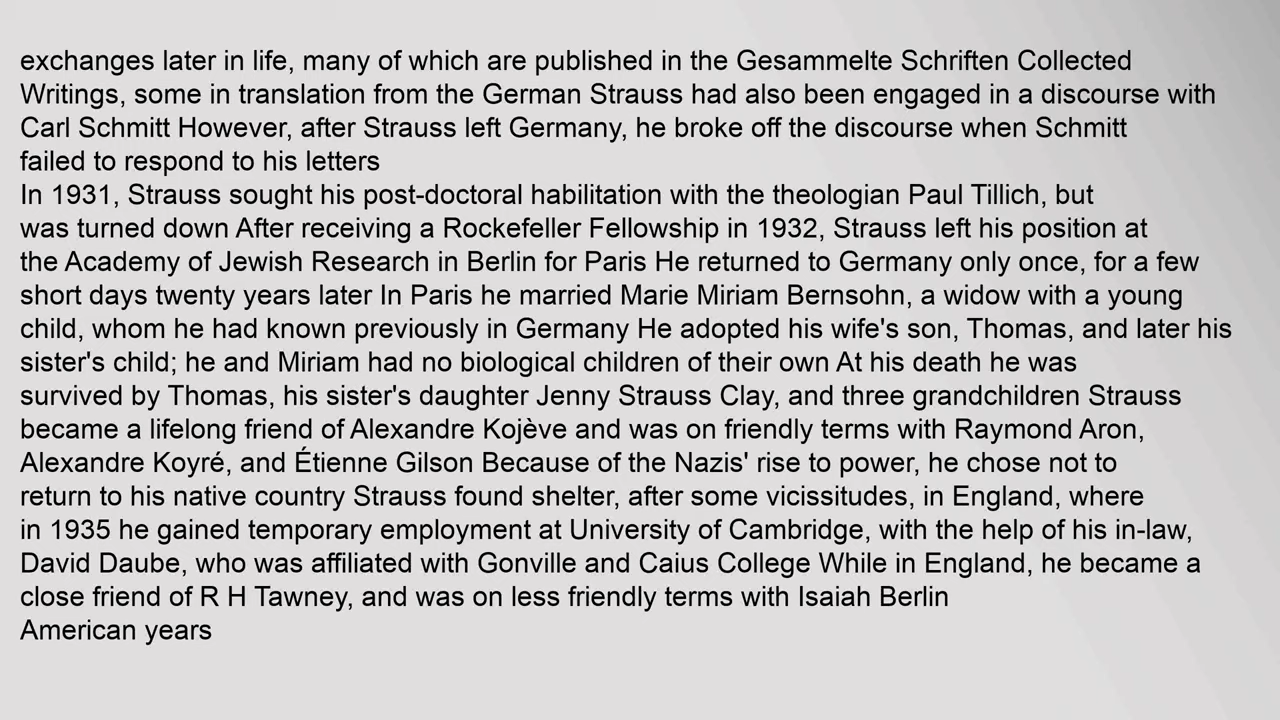 exchanges later in life, many of which are published in the Gesammelte Schriften Collected
Writings, some in translation from the German Strauss had also been engaged in a discourse with
Carl Schmitt However, after Strauss left Germany, he broke off the discourse when Schmitt
failed to respond to his letters
In 1931, Strauss sought his post-doctoral habilitation with the theologian Paul Tillich, but
was turned down After receiving a Rockefeller Fellowship in 1932, Strauss left his position at
the Academy of Jewish Research in Berlin for Paris He returned to Germany only once, for a few
short days twenty years later In Paris he married Marie Miriam Bernsohn, a widow with a young
child, whom he had known previously in Germany He adopted his wife's son, Thomas, and later his
sister's child; he and Miriam had no biological children of their own At his death he was
survived by Thomas, his sister's daughter Jenny Strauss Clay, and three grandchildren Strauss
became a lifelong friend of Alexandre Kojève and was on friendly terms with Raymond Aron,
Alexandre Koyré, and Étienne Gilson Because of the Nazis' rise to power, he chose not to
return to his native country Strauss found shelter, after some vicissitudes, in England, where
in 1935 he gained temporary employment at University of Cambridge, with the help of his in-law,
David Daube, who was affiliated with Gonville and Caius College While in England, he became a
close friend of R H Tawney, and was on less friendly terms with Isaiah Berlin
American years